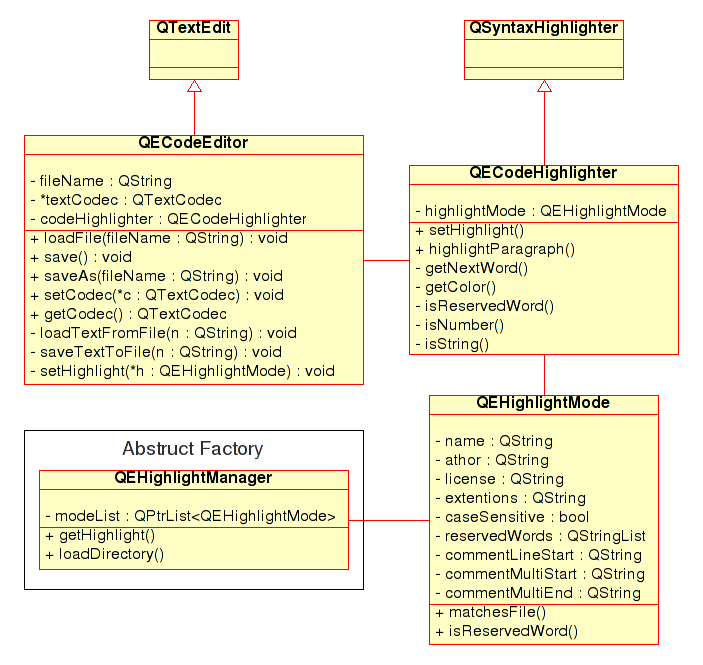 QTextEdit
QSyntaxHighlighter
QECodeEditor
- fileName : QString
- *textCodec : QTextCodec
- codeHighlighter : QECodeHighlighter
+ loadFile(fileName : QString) : void
+ save() : void
+ saveAs(fileName : QString) : void
+ setCodec(*c : QTextCodec) : void
+ getCodec() : QTextCodec
- loadTextFromFile(n : QString) : void
- saveTextToFile(n : QString) : void
- setHighlight(*h : QEHighlightMode) : void
QECodeHighlighter
- highlightMode : QEHighlightMode
+ setHighlight()
+ highlightParagraph()
- getNextWord()
- getColor()
- isReservedWord()
- isNumber()
- isString()
Abstruct Factory
QEHighlightManager
- modeList : QPtrList<QEHighlightMode>
+ getHighlight()
+ loadDirectory()
QEHighlightMode
- name : QString
- athor : QString
- license : QString
- extentions : QString
- caseSensitive : bool
- reservedWords : QStringList
- commentLineStart : QString
- commentMultiStart : QString
- commentMultiEnd : QString
+ matchesFile()
+ isReservedWord()